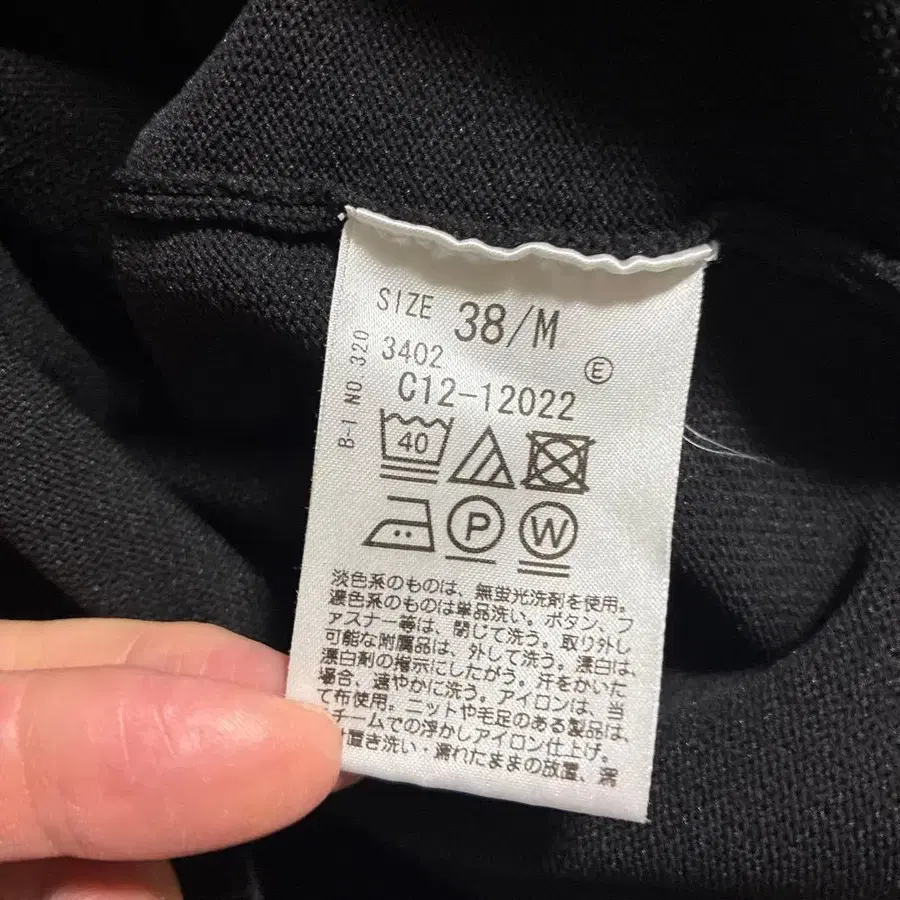 SIZE 38/M
3402
C12-12022
Ⓔ
B-1 NO 320
40
P
W
淡色系のものは、無蛍光洗剤を使用。
濃色系のものは単品洗い。ボタン、フ
ァスナー等は、閉じて洗う。取り外し
可能な附属品は、外して洗う。漂白は、
漂白剤の指示にしたがう。汗をかいた
場合、速やかに洗う。アイロンは、当
て布使用。ニットや毛足のある製品は、
チームでの浮かしアイロン仕上げ。
置き洗い・濡れたままの放置、濡